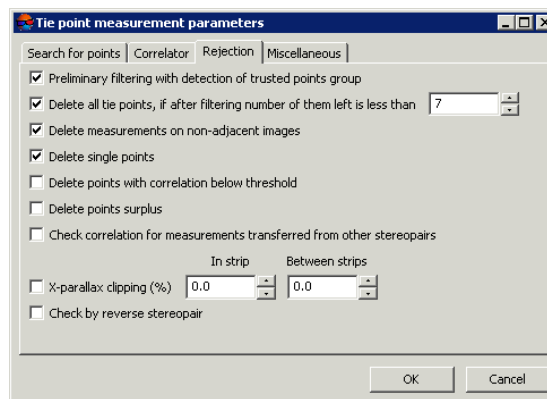 Tie point measurement parameters
Search for points Correlator Rejection Miscellaneous
Preliminary filtering with detection of trusted points group
Delete all tie points, if after filtering number of them left is less than 7
Delete measurements on non-adjacent images
Delete single points
Delete points with correlation below threshold
Delete points surplus
Check correlation for measurements transferred from other stereopairs
In strip Between strips
X-parallax clipping (%) 0.0 0.0
Check by reverse stereopair
OK Cancel